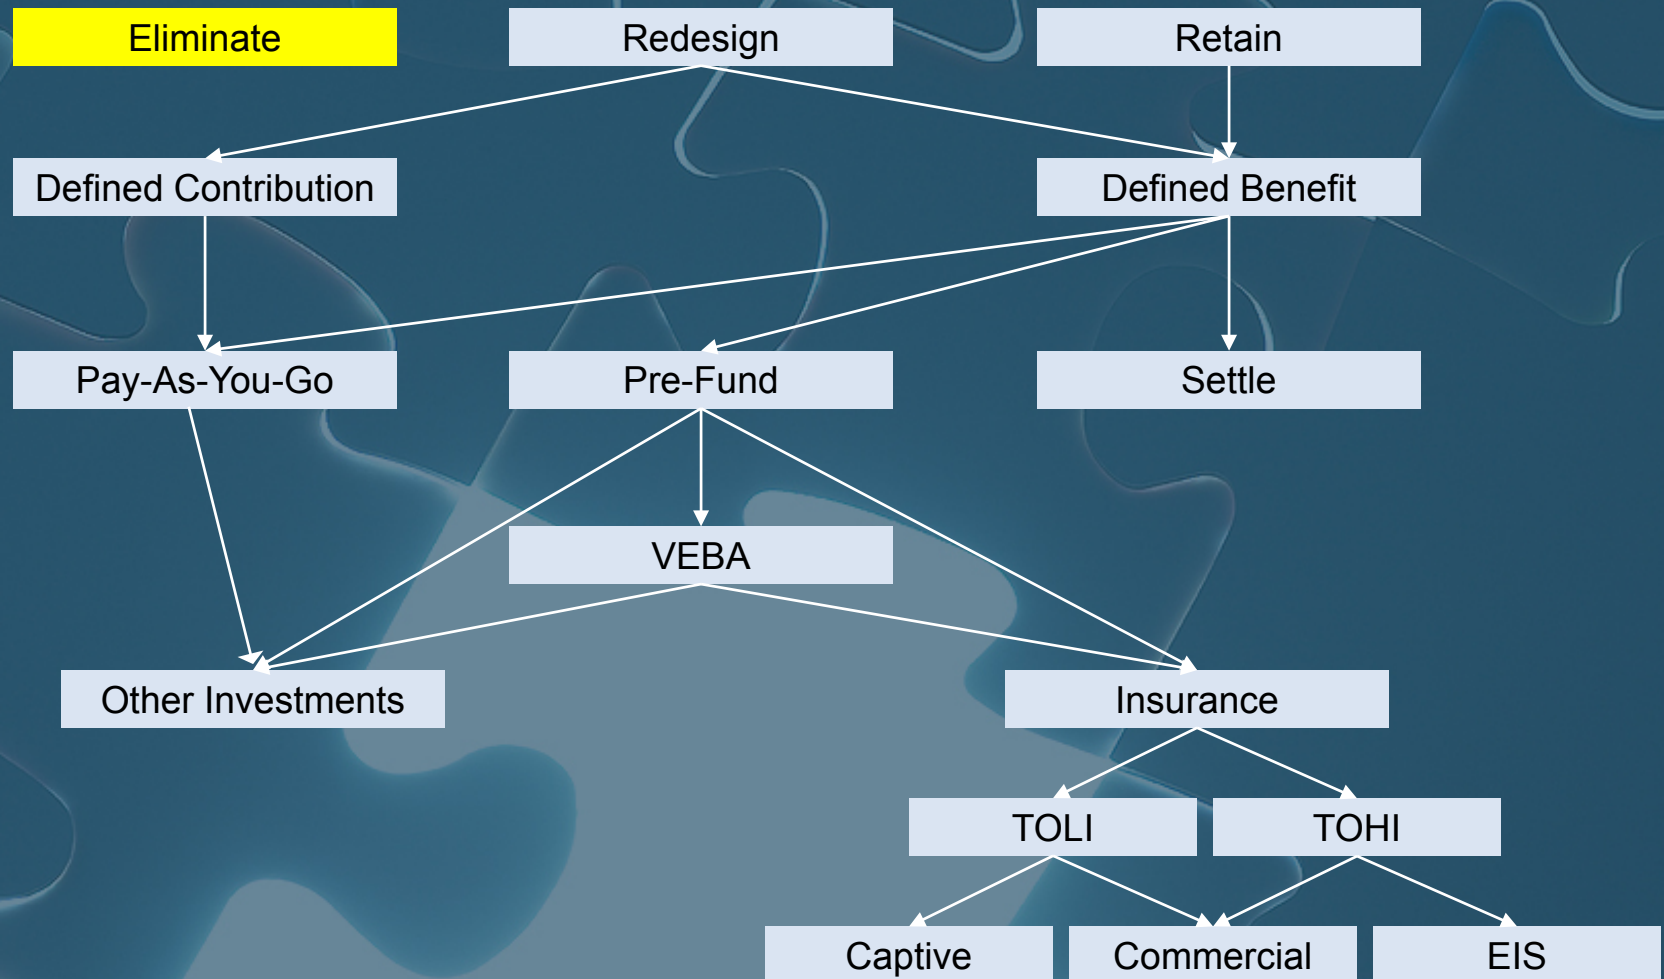 Eliminate
Redesign
Retain
Defined Contribution
Defined Benefit
Pay-As-You-Go
Pre-Fund
Settle
VEBA
Other Investments
Insurance
TOLI
TOHI
Captive
Commercial
EIS